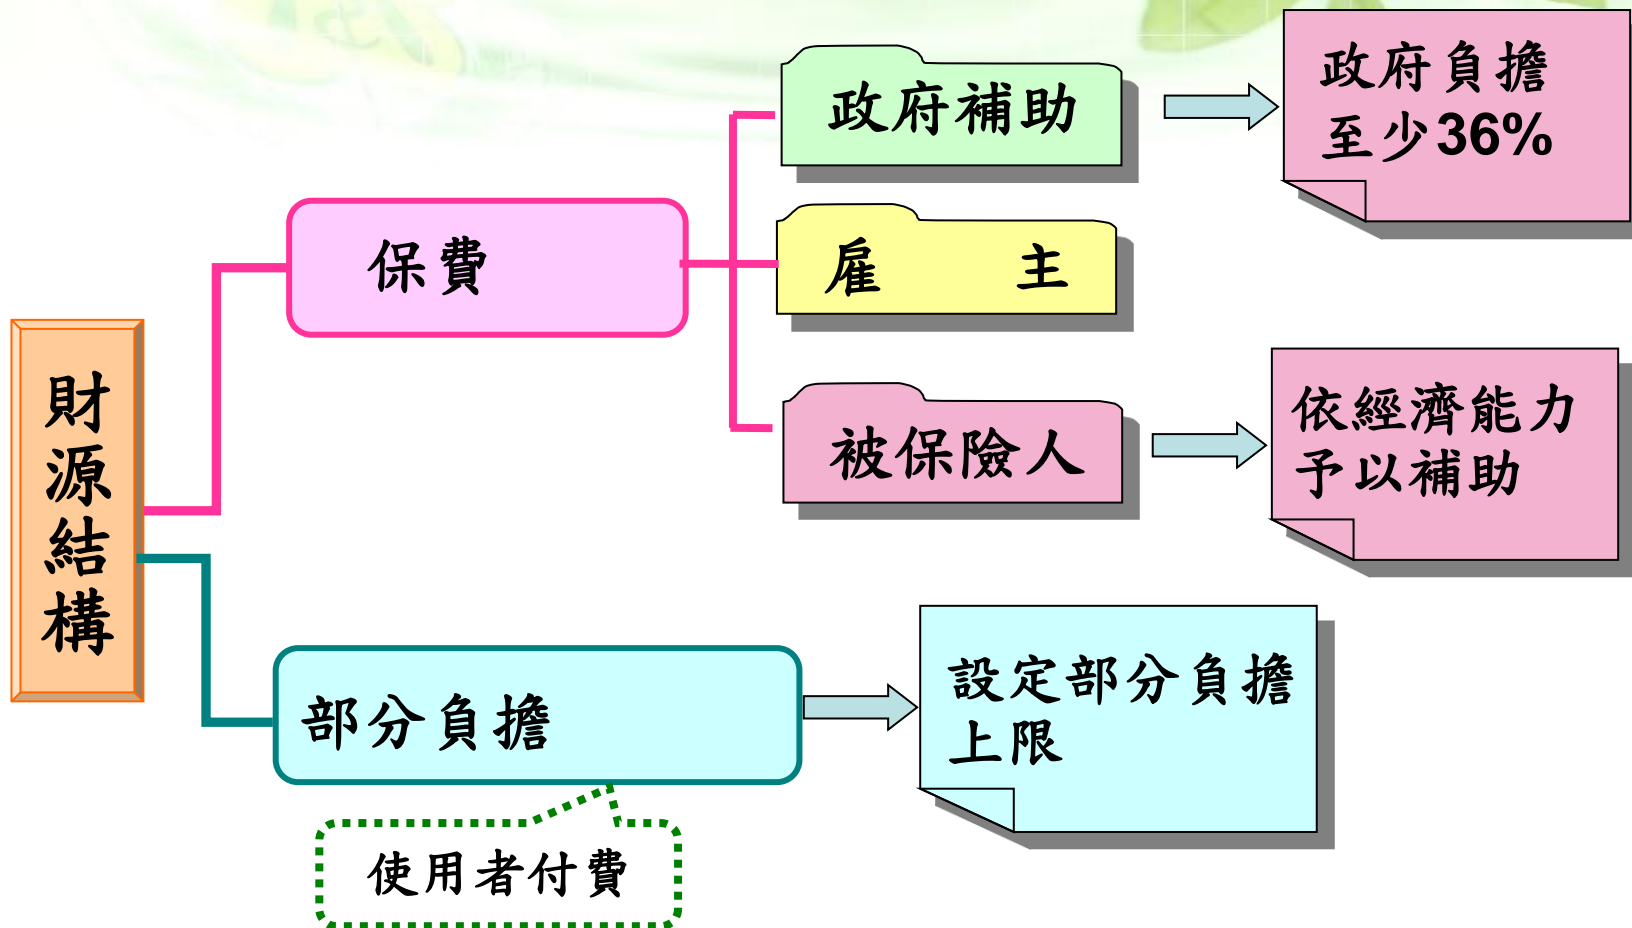 財源結構
保費
政府補助
政府負擔
至少36%
雇主
被保險人
依經濟能力
予以補助
部分負擔
設定部分負擔
上限
使用者付費